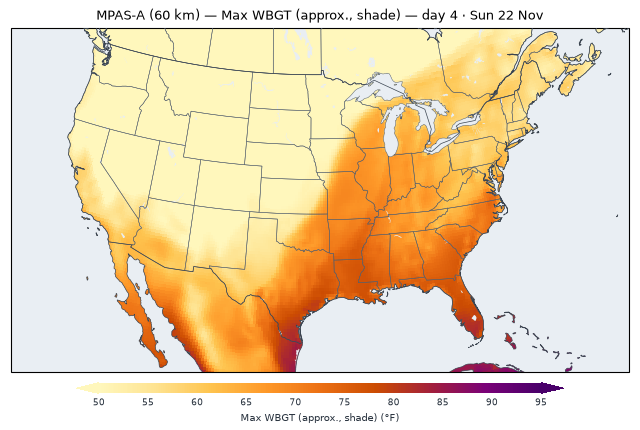 MPAS-A (60 km) — Max WBGT (approx., shade) — day 4 · Sun 22 Nov
50 55 60 65 70 75 80 85 90 95
Max WBGT (approx., shade) (°F)